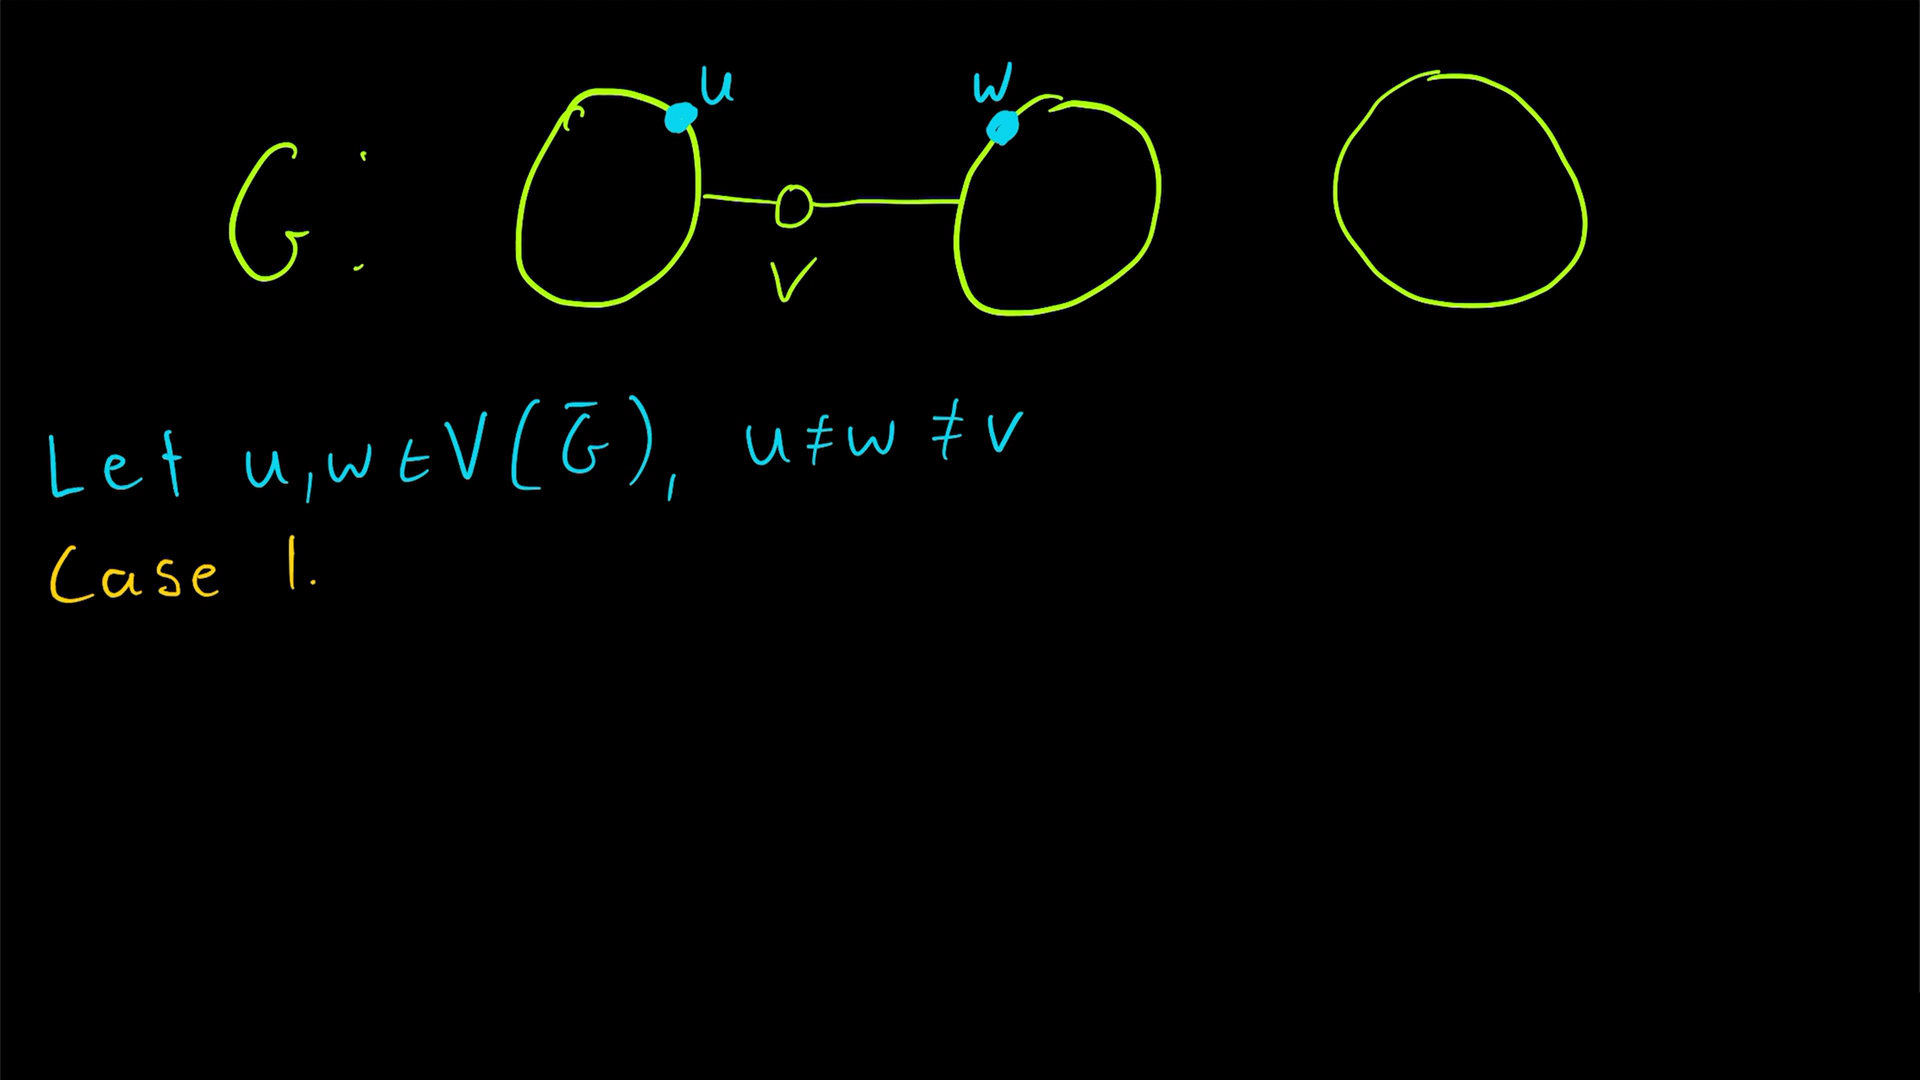 G:
u
w
v
Let u, w ∈ V(G̅), u ≠ w ≠ v
Case 1.